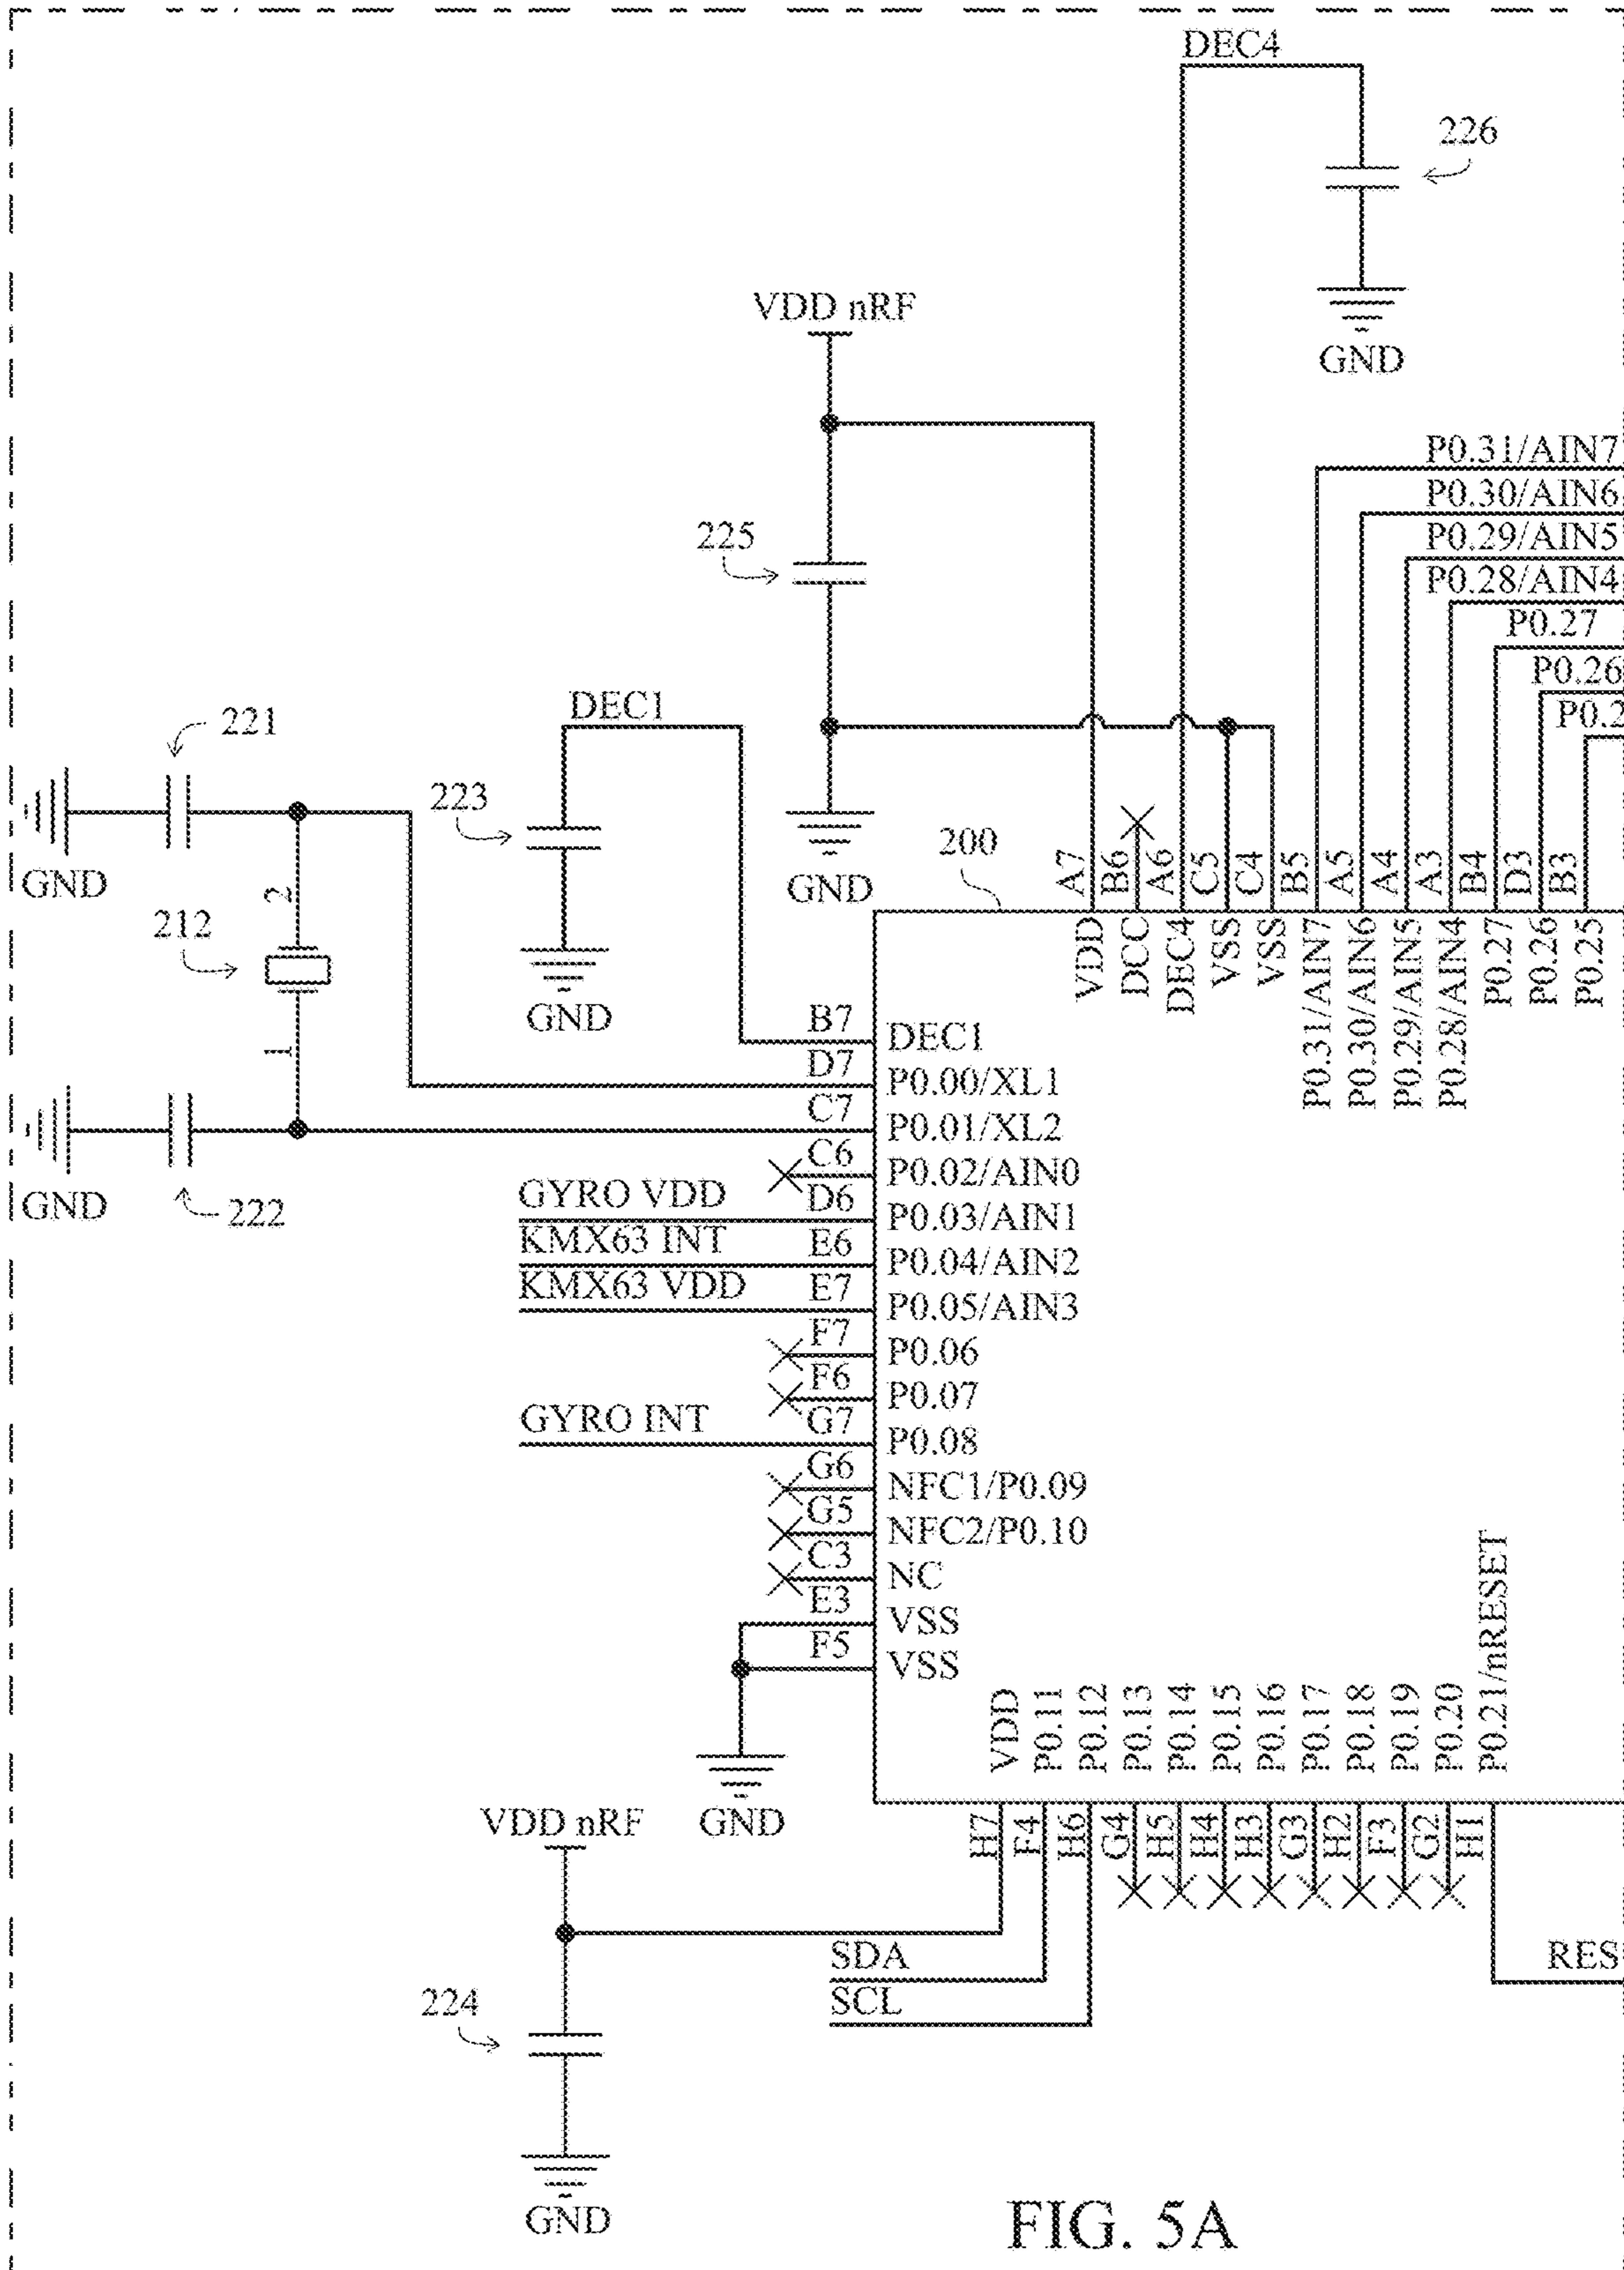 DEC4
226
GND
VDD nRF
225
GND
P0.31/AIN7
P0.30/AIN6
P0.29/AIN5
P0.28/AIN4
P0.27
P0.26
P0.2
DEC1
223
GND
221
GND
2
212
1
GND
222
200
A7
B6
A6
C5
C4
B5
A5
A4
A3
B4
D3
B3
VDD
DCC
DEC4
VSS
VSS
P0.31/AIN7
P0.30/AIN6
P0.29/AIN5
P0.28/AIN4
P0.27
P0.26
P0.25
B7 DEC1
D7 P0.00/XL1
C7 P0.01/XL2
C6 P0.02/AIN0
GYRO VDD D6 P0.03/AIN1
KMX63 INT E6 P0.04/AIN2
KMX63 VDD E7 P0.05/AIN3
F7 P0.06
F6 P0.07
GYRO INT G7 P0.08
G6 NFC1/P0.09
G5 NFC2/P0.10
C3 NC
E3 VSS
F5 VSS
GND
VDD
P0.11
P0.12
P0.13
P0.14
P0.15
P0.16
P0.17
P0.18
P0.19
P0.20
P0.21/nRESET
H7
F4
H6
G4
H5
H4
H3
G3
H2
F3
G2
H1
VDD nRF
SDA
SCL
RES
224
GND
FIG. 5A